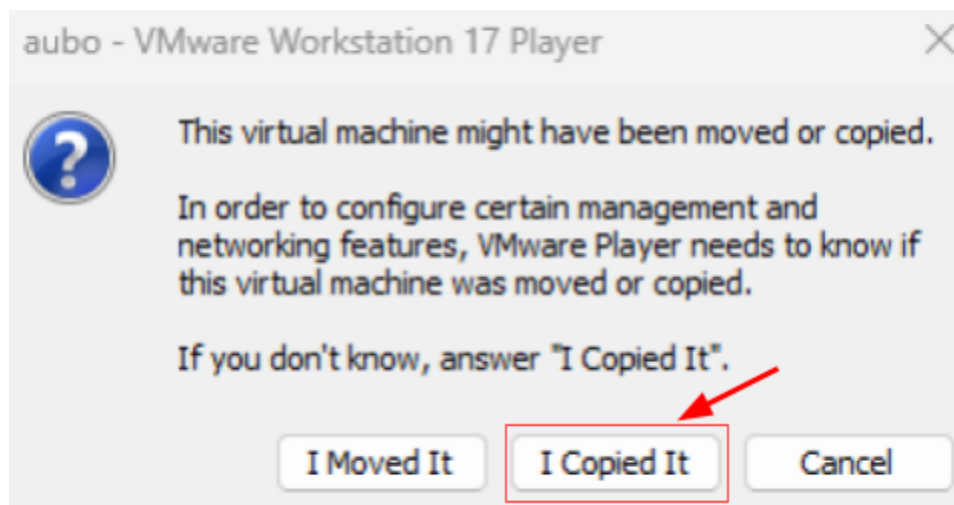 aubo - VMware Workstation 17 Player
This virtual machine might have been moved or copied.
In order to configure certain management and
networking features, VMware Player needs to know if
this virtual machine was moved or copied.
If you don't know, answer "I Copied It".
I Moved It
I Copied It
Cancel